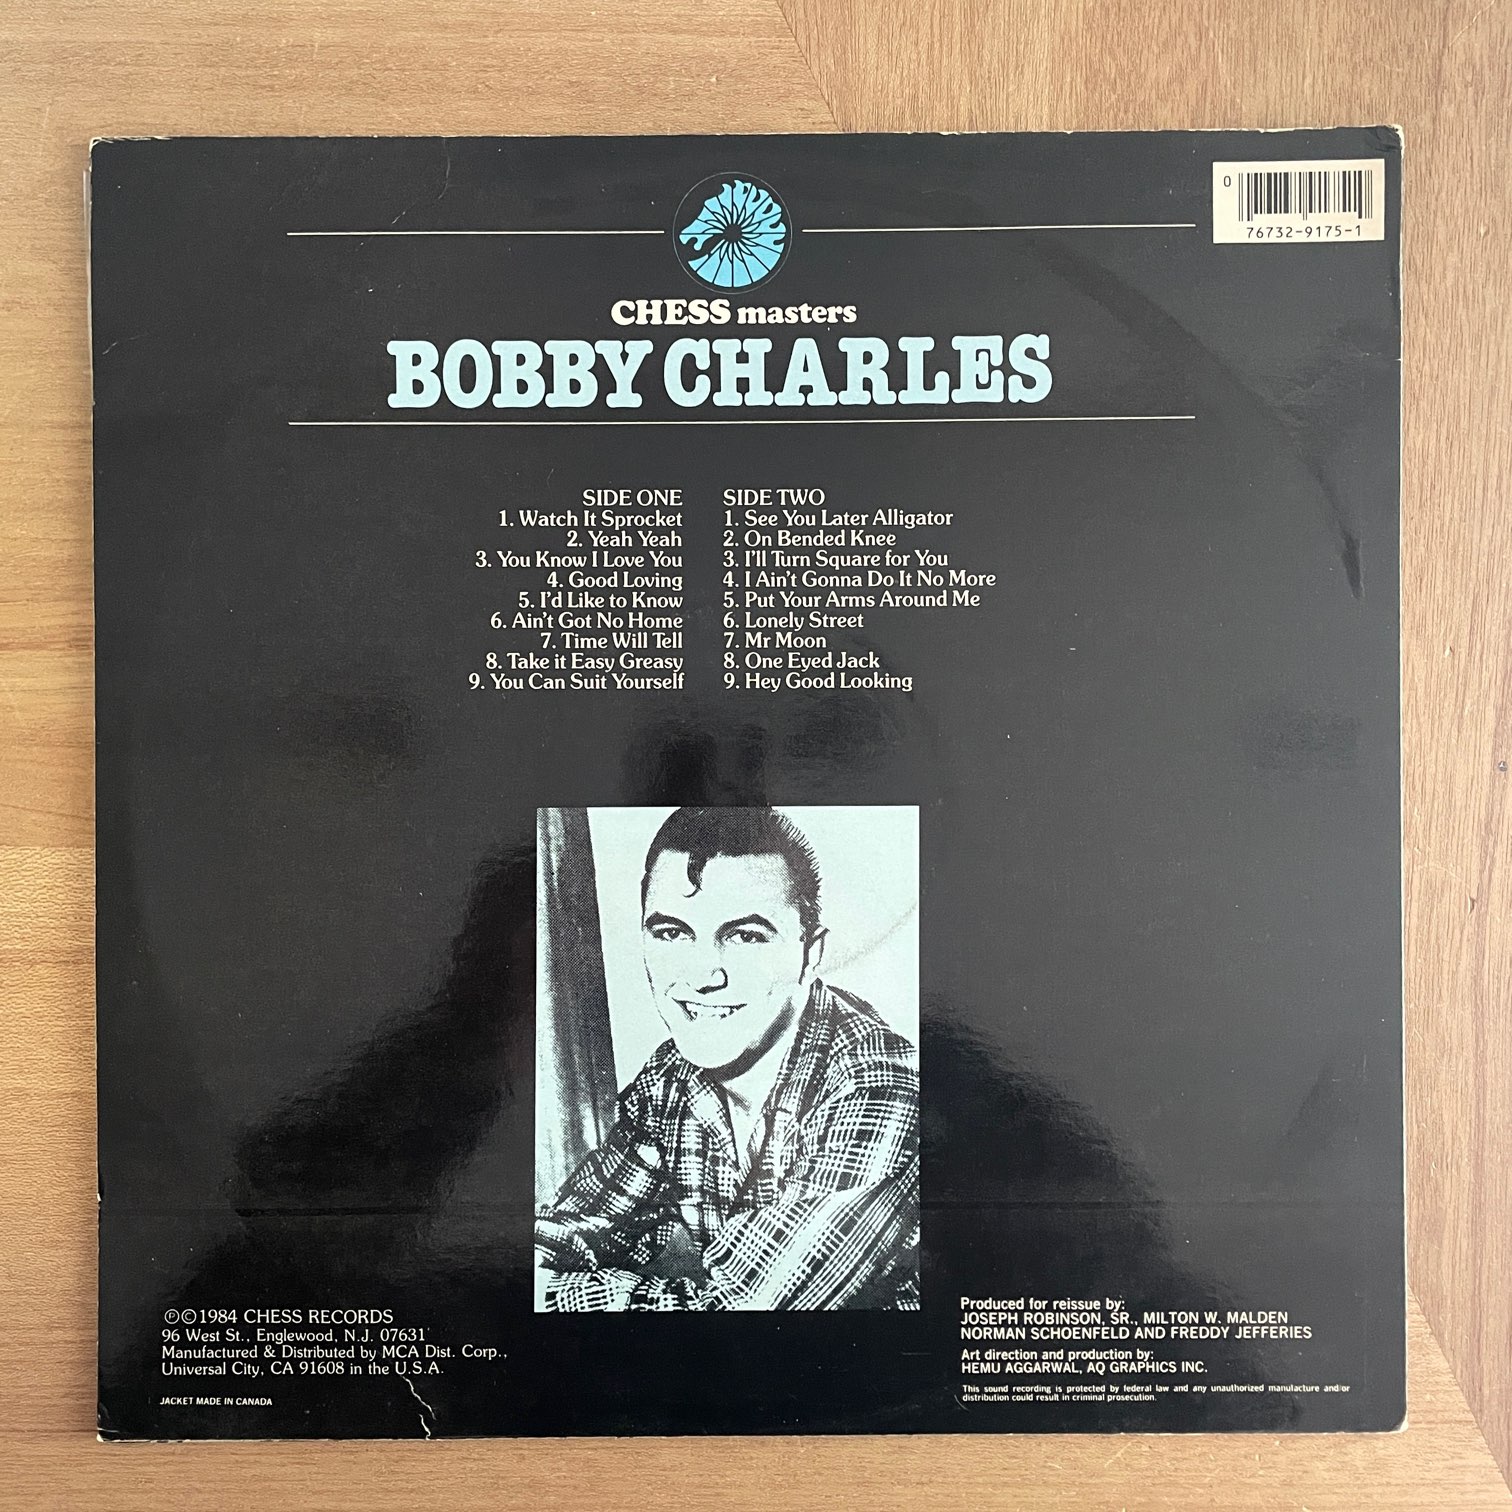 0
76732-9175-1
CHESS masters
BOBBY CHARLES
SIDE ONE
1. Watch It Sprocket
2. Yeah Yeah
3. You Know I Love You
4. Good Loving
5. I'd Like to Know
6. Ain't Got No Home
7. Time Will Tell
8. Take it Easy Greasy
9. You Can Suit Yourself
SIDE TWO
1. See You Later Alligator
2. On Bended Knee
3. I'll Turn Square for You
4. I Ain't Gonna Do It No More
5. Put Your Arms Around Me
6. Lonely Street
7. Mr Moon
8. One Eyed Jack
9. Hey Good Looking
℗©1984 CHESS RECORDS
96 West St., Englewood, N.J. 07631
Manufactured & Distributed by MCA Dist. Corp.,
Universal City, CA 91608 in the U.S.A.
JACKET MADE IN CANADA
Produced for reissue by:
JOSEPH ROBINSON, SR., MILTON W. MALDEN
NORMAN SCHOENFELD AND FREDDY JEFFERIES
Art direction and production by:
HEMU AGGARWAL, AQ GRAPHICS INC.
This sound recording is protected by federal law and any unauthorized manufacture and/or
distribution could result in criminal prosecution.